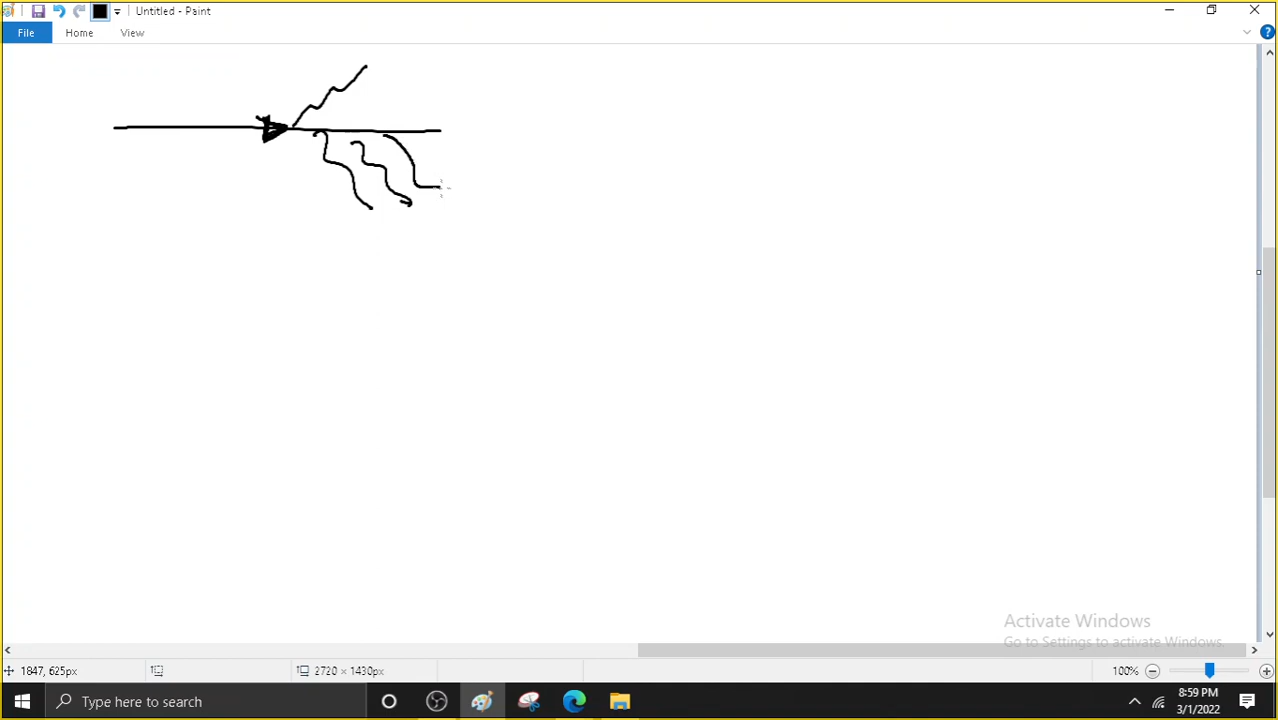 Untitled - Paint
File Home View
Activate Windows
Go to Settings to activate Windows.
1847, 625px 2720 × 1430px 100%
Type here to search
8:59 PM
3/1/2022